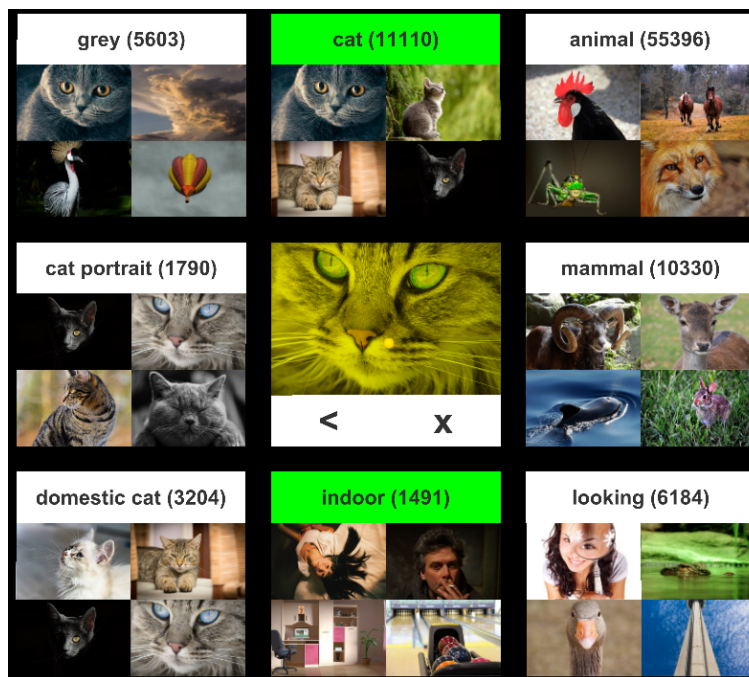 grey (5603)
cat (11110)
animal (55396)
cat portrait (1790)
mammal (10330)
< x
domestic cat (3204)
indoor (1491)
looking (6184)